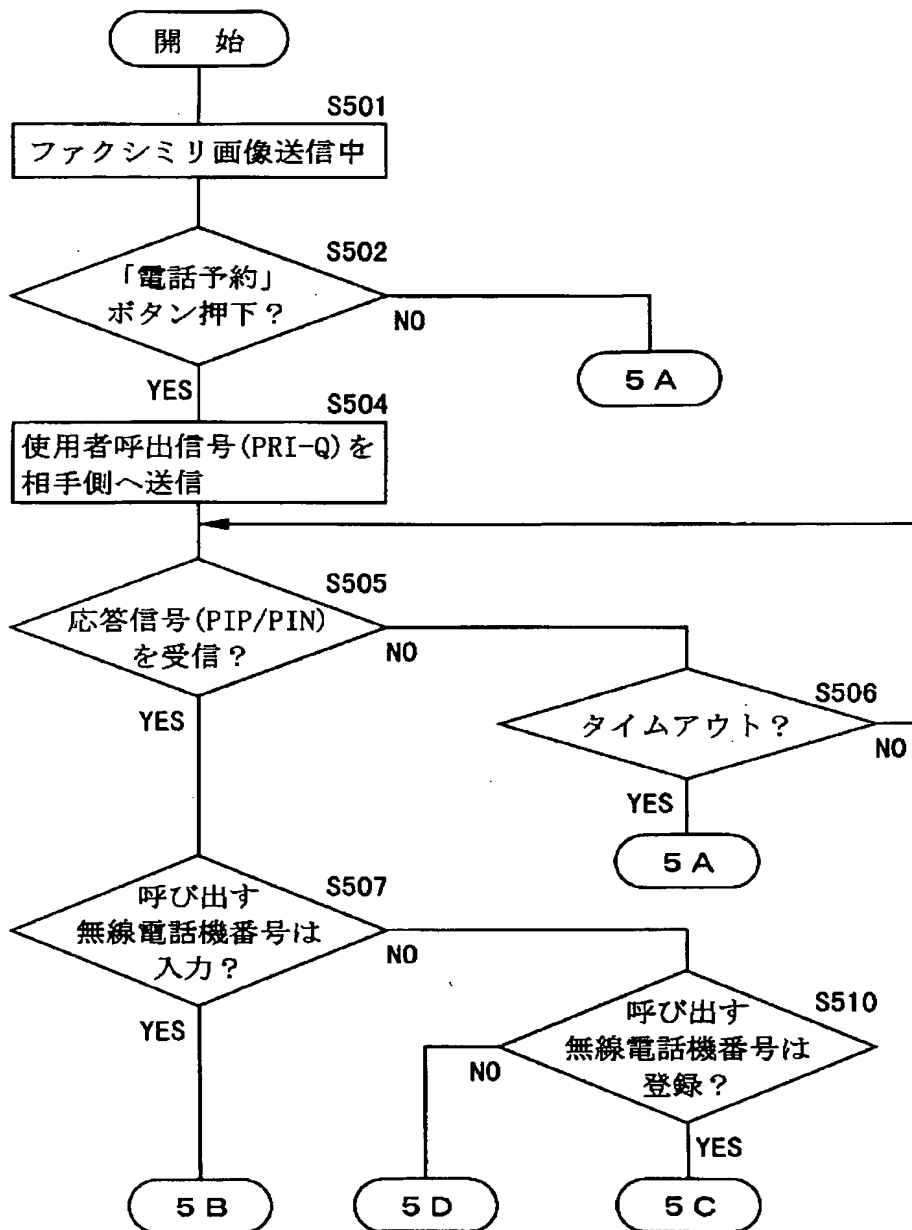 開 始
S501
ファクシミリ画像送信中
S502
「電話予約」
ボタン押下？
NO
5A
YES
S504
使用者呼出信号(PRI-Q)を
相手側へ送信
S505
応答信号(PIP/PIN)
を受信？
NO
S506
タイムアウト？
NO
YES
YES
5A
S507
呼び出す
無線電話機番号は
入力？
NO
S510
呼び出す
無線電話機番号は
登録？
YES
NO
YES
5B
5D
5C